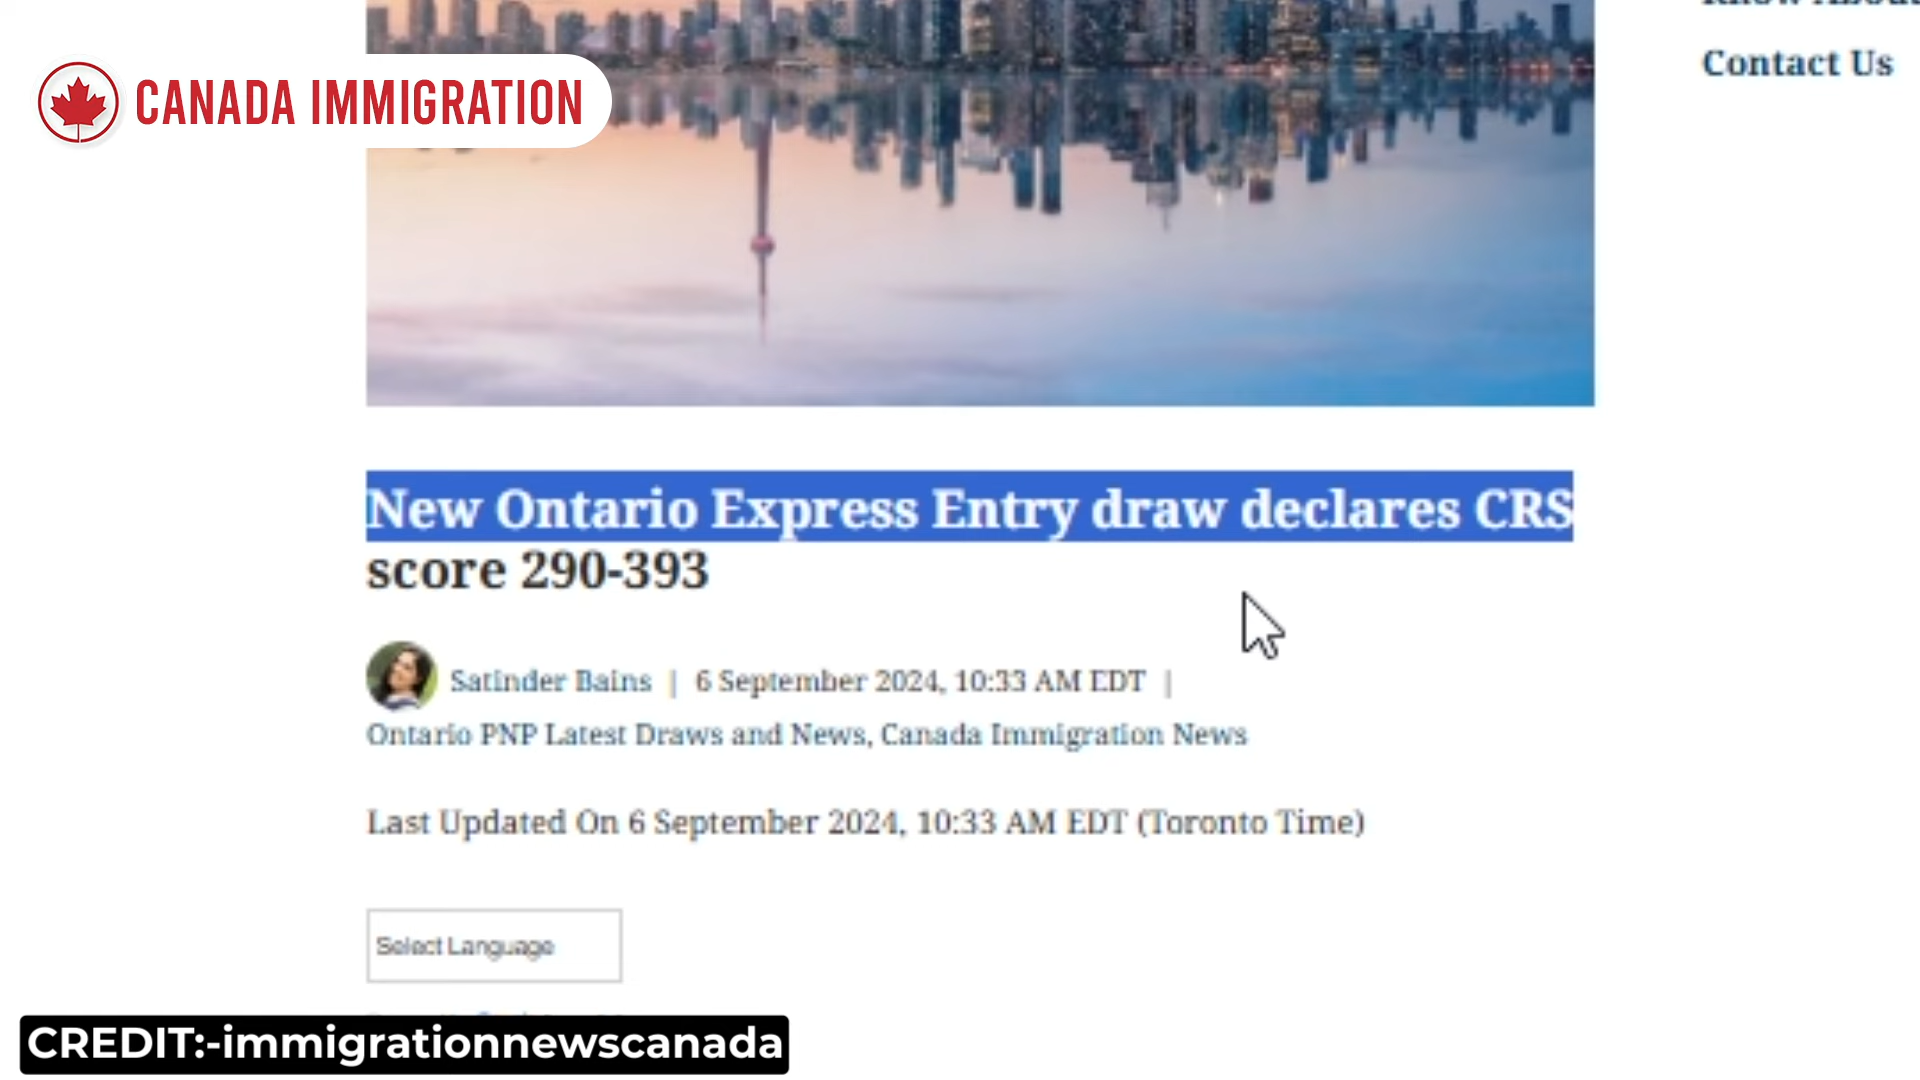 Contact Us
CANADA IMMIGRATION
New Ontario Express Entry draw declares CRS
score 290-393
Satinder Bains | 6 September 2024, 10:33 AM EDT |
Ontario PNP Latest Draws and News, Canada Immigration News
Last Updated On 6 September 2024, 10:33 AM EDT (Toronto Time)
Select Language
CREDIT:-immigrationnewscanada